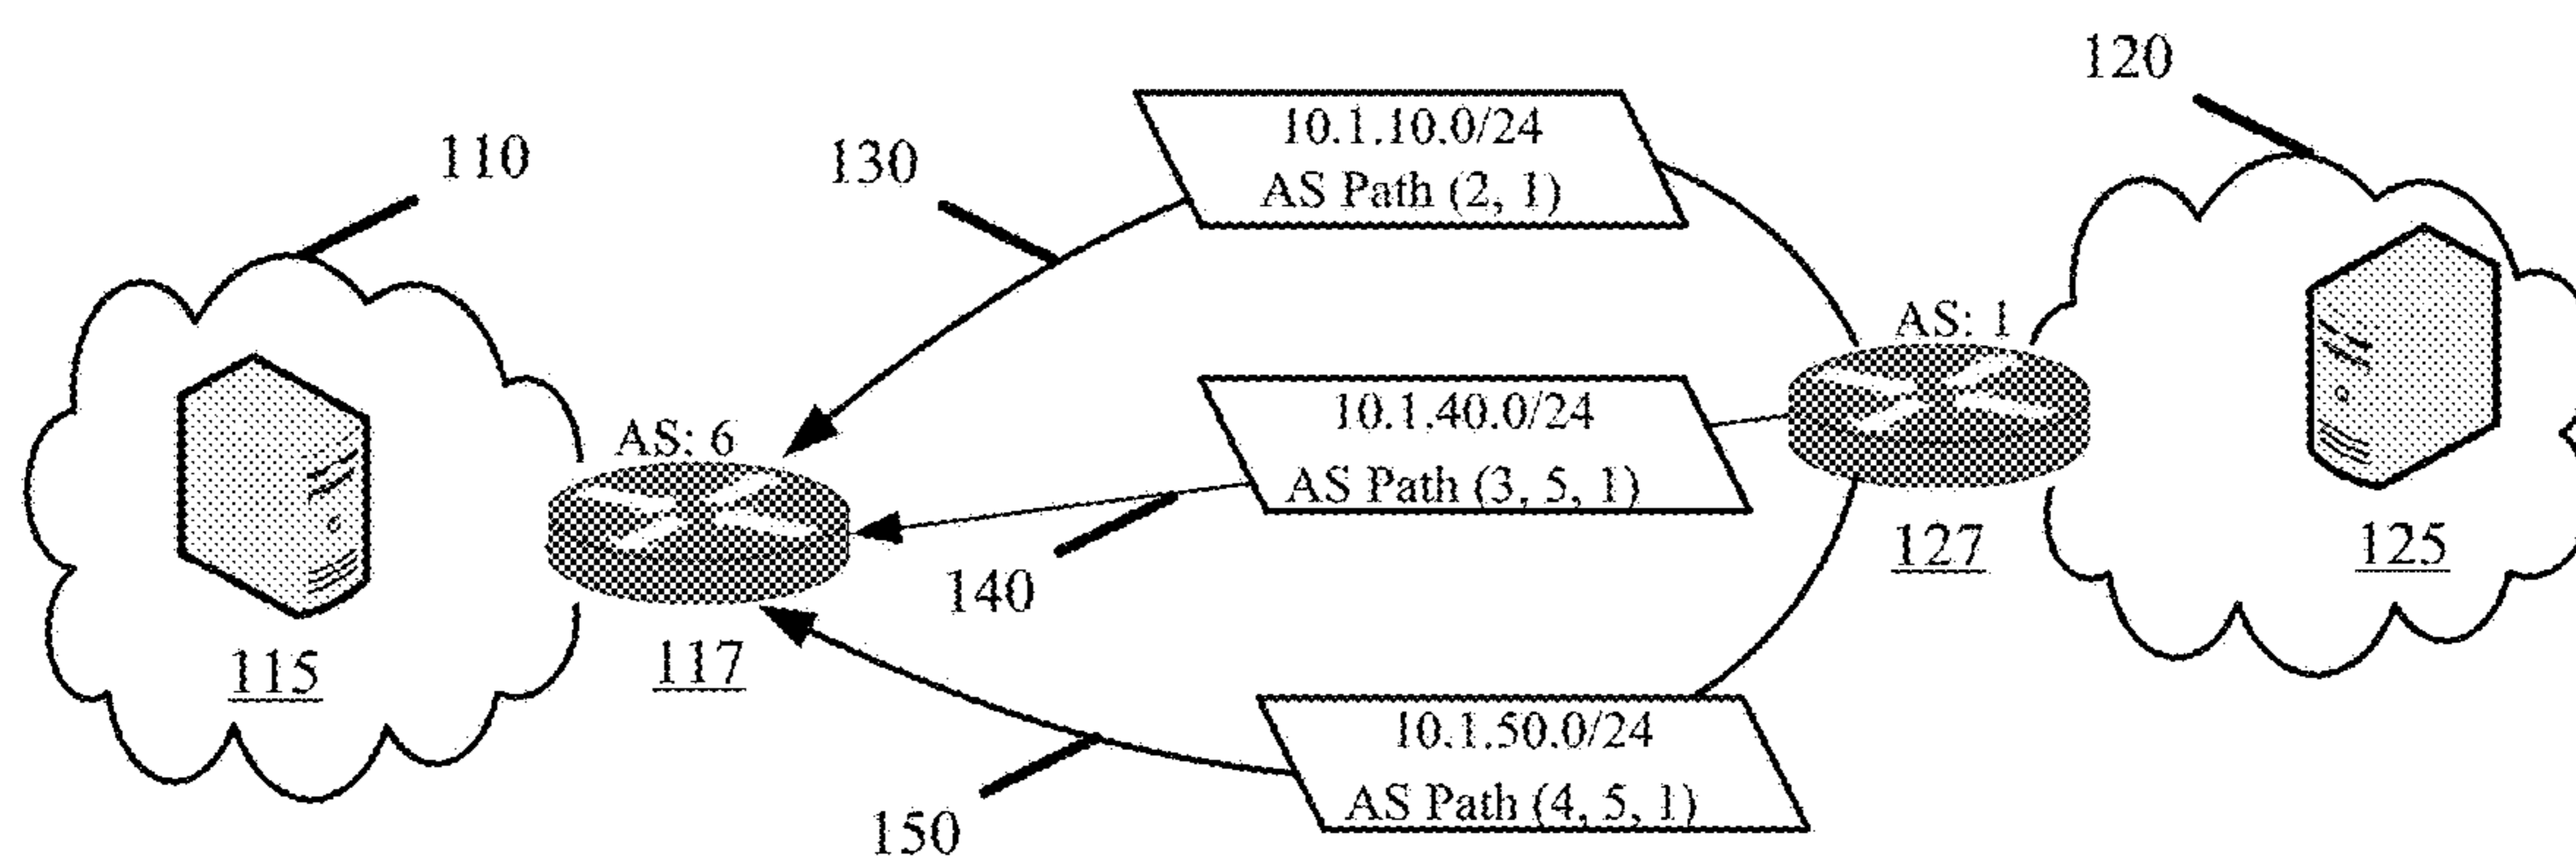 120
10.1.10.0/24
AS Path (2, 1)
110
130
AS: 1
10.1.40.0/24
AS Path (3, 5, 1)
AS: 6
127
125
140
115
117
10.1.50.0/24
AS Path (4, 5, 1)
150